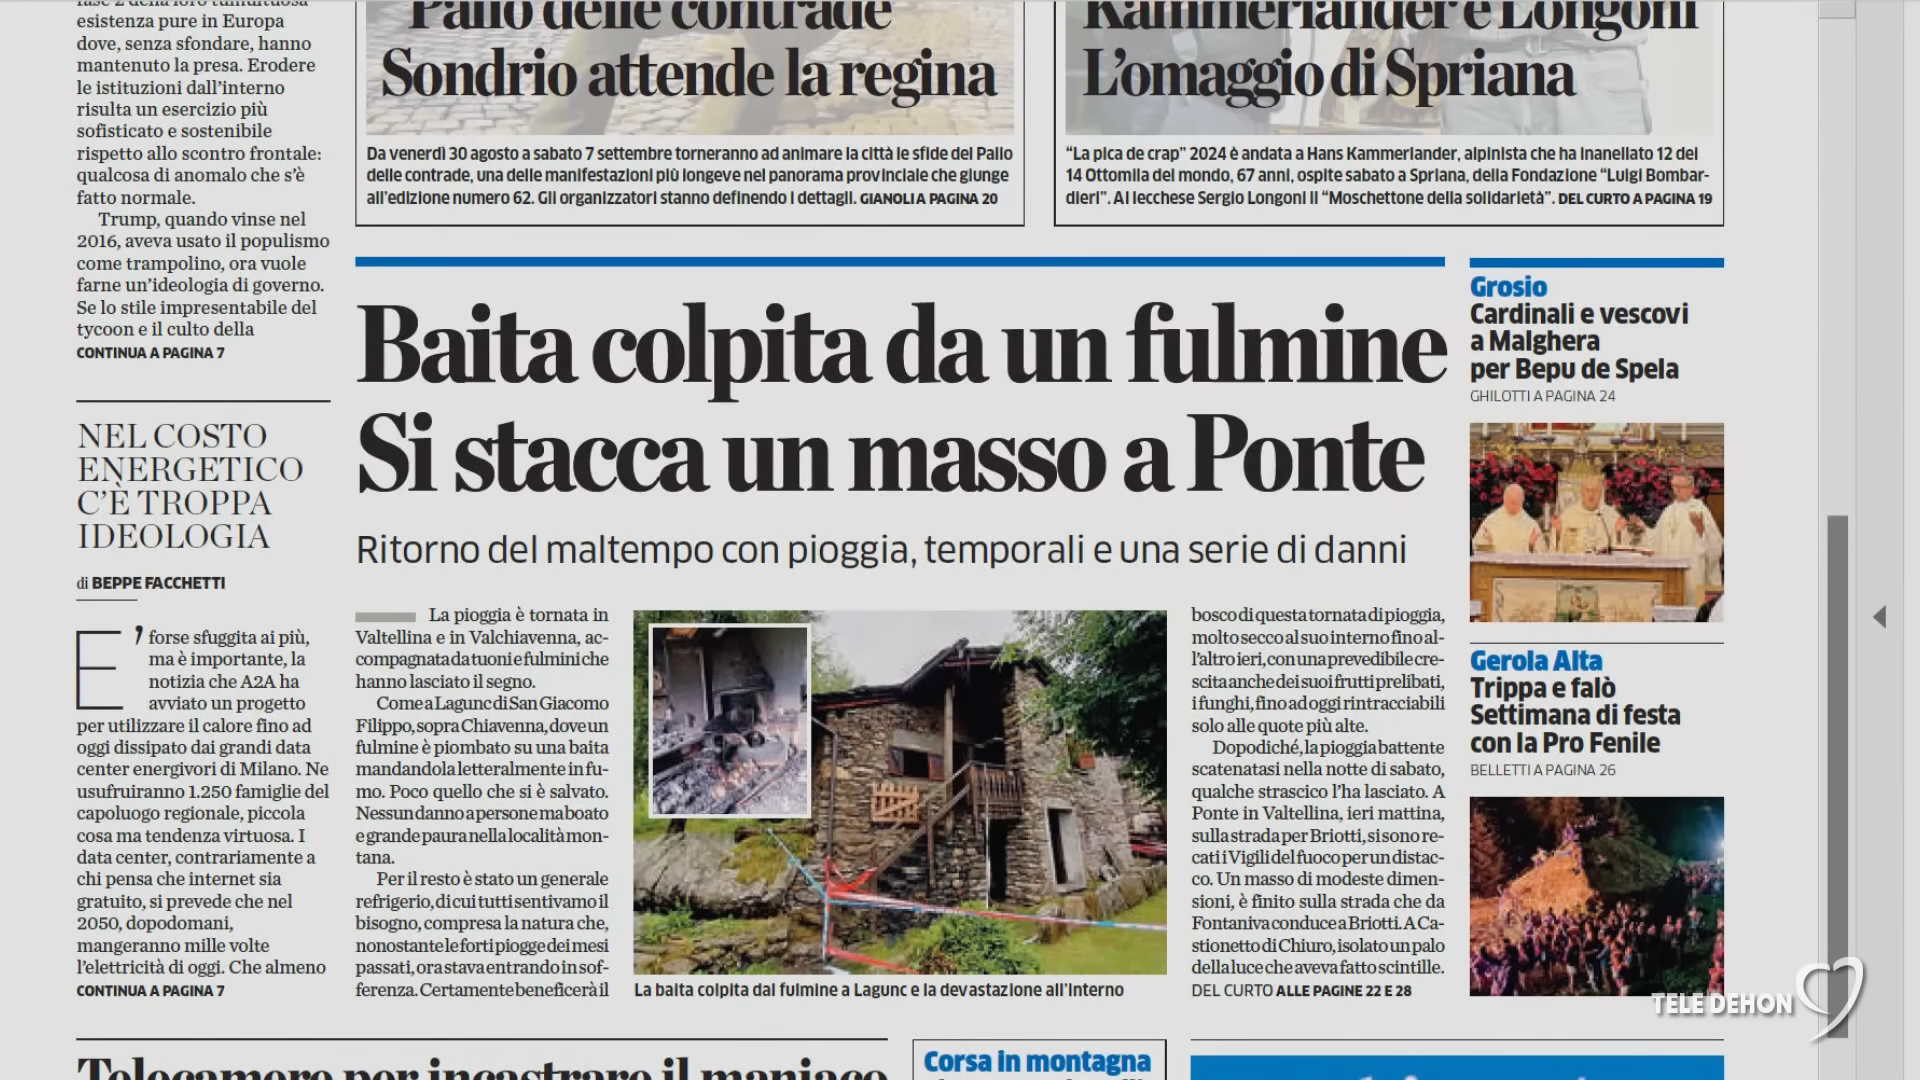 fase 2 della loro tumultuosa
esistenza pure in Europa
dove, senza sfondare, hanno
mantenuto la presa. Erodere
le istituzioni dall'interno
risulta un esercizio più
sofisticato e sostenibile
rispetto allo scontro frontale:
qualcosa di anomalo che s'è
fatto normale.
Trump, quando vinse nel
2016, aveva usato il populismo
come trampolino, ora vuole
farne un'ideologia di governo.
Se lo stile impresentabile del
tycoon e il culto della
CONTINUA A PAGINA 7
NEL COSTO
ENERGETICO
C'È TROPPA
IDEOLOGIA
di BEPPE FACCHETTI
E' forse sfuggita ai più,
ma è importante, la
notizia che A2A ha
avviato un progetto
per utilizzare il calore fino ad
oggi dissipato dai grandi data
center energivori di Milano. Ne
usufruiranno 1.250 famiglie del
capoluogo regionale, piccola
cosa ma tendenza virtuosa. I
data center, contrariamente a
chi pensa che internet sia
gratuito, si prevede che nel
2050, dopodomani,
mangeranno mille volte
l'elettricità di oggi. Che almeno
CONTINUA A PAGINA 7
Palio delle contrade
Sondrio attende la regina
Da venerdì 30 agosto a sabato 7 settembre torneranno ad animare la città le sfide del Palio
delle contrade, una delle manifestazioni più longeve nel panorama provinciale che giunge
all'edizione numero 62. Gli organizzatori stanno definendo i dettagli. GIANOLI A PAGINA 20
Kammerlander e Longoni
L'omaggio di Spriana
“La pica de crap” 2024 è andata a Hans Kammerlander, alpinista che ha inanellato 12 dei
14 Ottomila del mondo, 67 anni, ospite sabato a Spriana, della Fondazione “Luigi Bombar-
dieri”. Al lecchese Sergio Longoni il “Moschettone della solidarietà”. DEL CURTO A PAGINA 19
Baita colpita da un fulmine
Si stacca un masso a Ponte
Ritorno del maltempo con pioggia, temporali e una serie di danni
La pioggia è tornata in
Valtellina e in Valchiavenna, ac-
compagnata da tuoni e fulmini che
hanno lasciato il segno.
Come a Lagunc di San Giacomo
Filippo, sopra Chiavenna, dove un
fulmine è piombato su una baita
mandandola letteralmente in fu-
mo. Poco quello che si è salvato.
Nessun danno a persone ma boato
e grande paura nella località mon-
tana.
Per il resto è stato un generale
refrigerio, di cui tutti sentivamo il
bisogno, compresa la natura che,
nonostante le forti piogge dei mesi
passati, ora stava entrando in sof-
ferenza. Certamente beneficerà il
La baita colpita dal fulmine a Lagunc e la devastazione all'interno
bosco di questa tornata di pioggia,
molto secco al suo interno fino al-
l'altro ieri, con una prevedibile cre-
scita anche dei suoi frutti prelibati,
i funghi, fino ad oggi rintracciabili
solo alle quote più alte.
Dopodiché, la pioggia battente
scatenatasi nella notte di sabato,
qualche strascico l'ha lasciato. A
Ponte in Valtellina, ieri mattina,
sulla strada per Briotti, si sono re-
cati i Vigili del fuoco per un distac-
co. Un masso di modeste dimen-
sioni, è finito sulla strada che da
Fontaniva conduce a Briotti. A Ca-
stionetto di Chiuro, isolato un palo
della luce che aveva fatto scintille.
DEL CURTO ALLE PAGINE 22 E 28
Grosio
Cardinali e vescovi
a Malghera
per Bepu de Spela
GHILOTTI A PAGINA 24
Gerola Alta
Trippa e falò
Settimana di festa
con la Pro Fenile
BELLETTI A PAGINA 26
TELE DEHON
Telecamere per incastrare il maniaco
Corsa in montagna